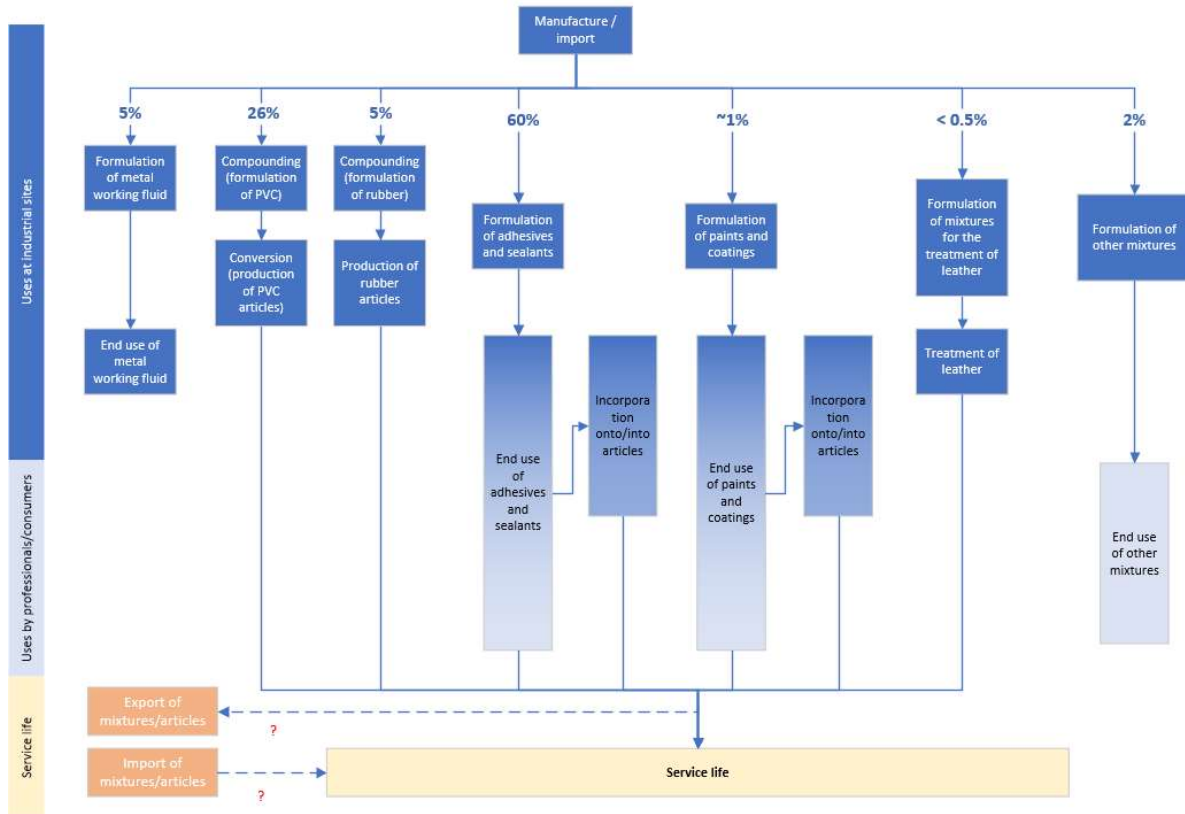 Manufacture /
import
5%
26%
5%
60%
~1%
< 0.5%
2%
Uses at industrial sites
Formulation
of metal
working fluid
Compounding
(formulation
of PVC)
Compounding
(formulation
of rubber)
Formulation
of adhesives
and sealants
Formulation
of paints and
coatings
Formulation
of mixtures
for the
treatment of
leather
Formulation of
other mixtures
Conversion
(production
of PVC
articles)
Production of
rubber
articles
End use of
metal
working fluid
Treatment of
leather
End use
of
adhesives
and
sealants
Incorpora
tion
onto/into
articles
End use
of paints
and
coatings
Incorpora
tion
onto/into
articles
Uses by professionals/consumers
End use
of other
mixtures
Service life
Export of
mixtures/articles
?
Import of
mixtures/articles
?
Service life